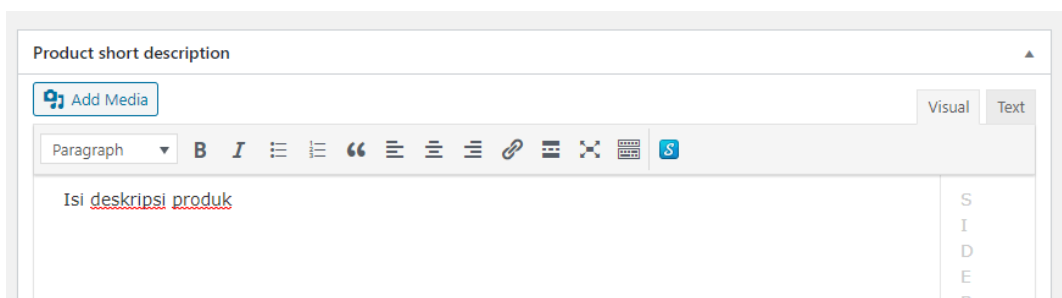 Product short description
Add Media
Visual Text
Paragraph B I
Isi deskripsi produk
S
I
D
E